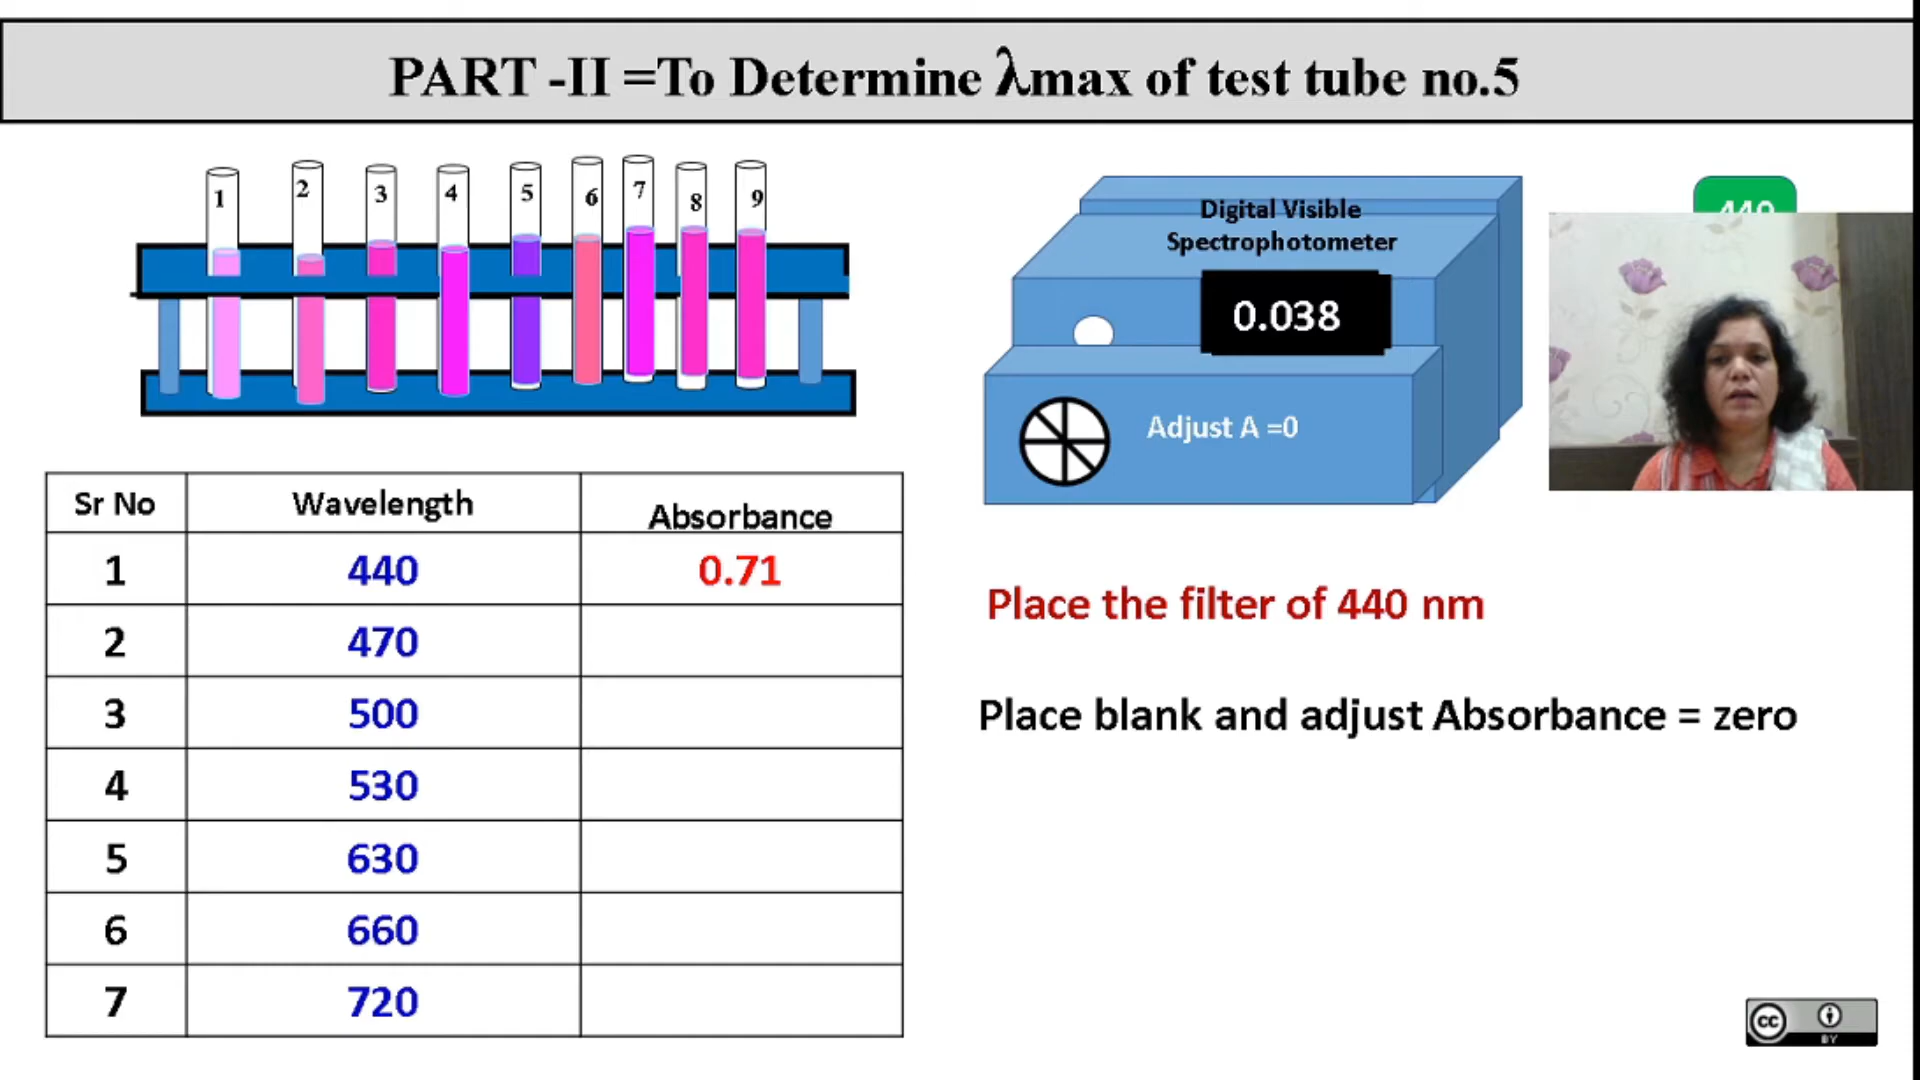 PART -II =To Determine λmax of test tube no.5
1 2 3 4 5 6 7 8 9
Digital Visible
Spectrophotometer
0.038
Adjust A =0
440
Sr No Wavelength Absorbance
1 440 0.71
2 470
3 500
4 530
5 630
6 660
7 720
Place the filter of 440 nm
Place blank and adjust Absorbance = zero
cc
BY